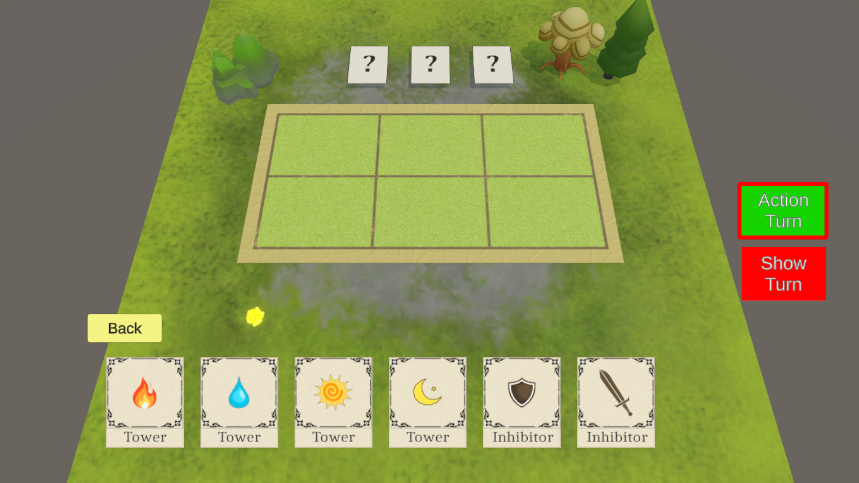 ? ? ?
Action
Turn
Show
Turn
Back
Tower Tower Tower Tower Inhibitor Inhibitor